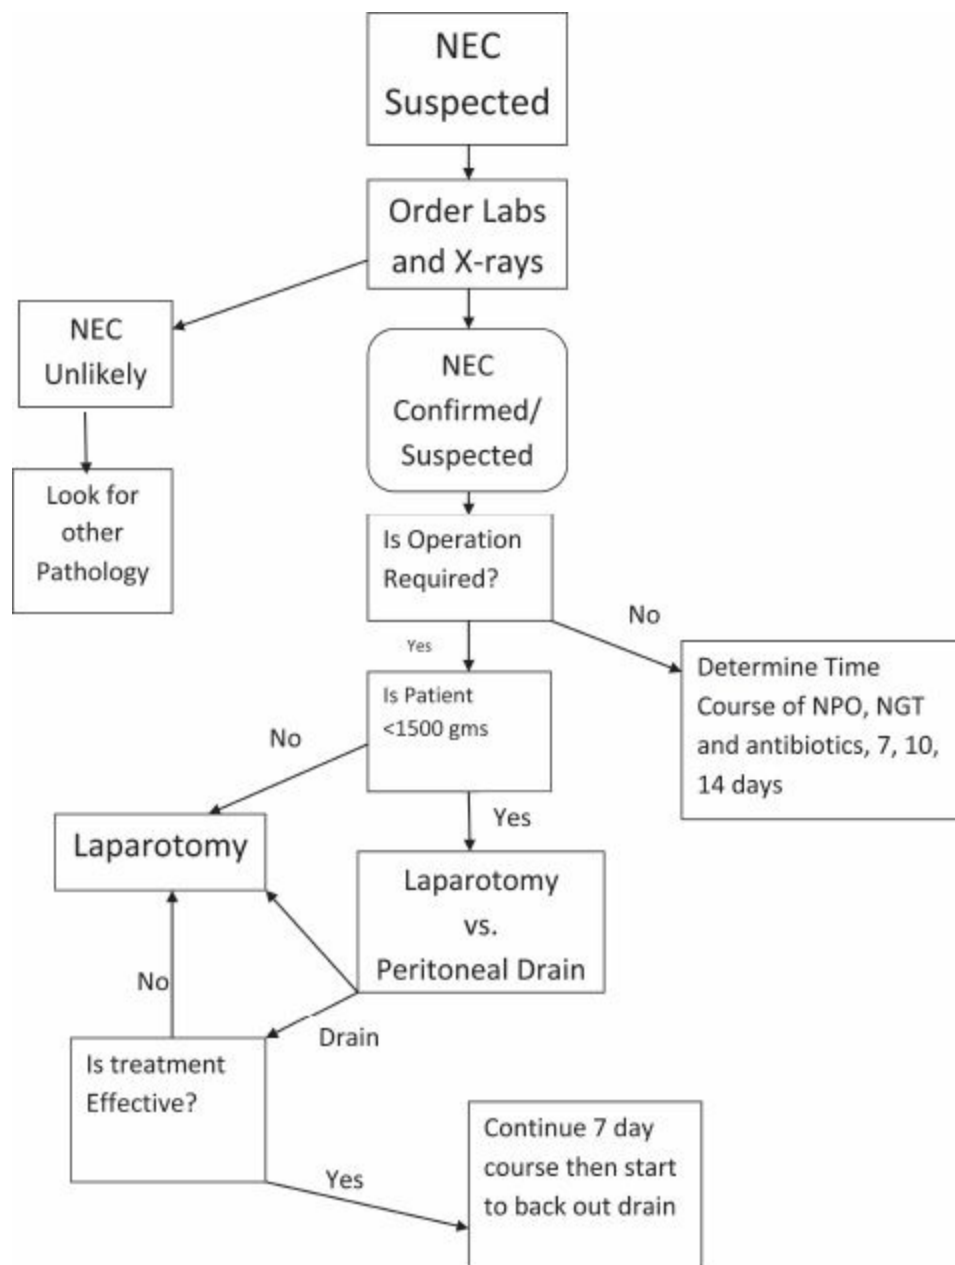 NEC
Suspected
Order Labs
and X-rays
NEC
Unlikely
NEC
Confirmed/
Suspected
Look for
other
Pathology
Is Operation
Required?
No
Yes
Determine Time
Course of NPO, NGT
and antibiotics, 7, 10,
14 days
Is Patient
<1500 gms
No
Yes
Laparotomy
Laparotomy
vs.
Peritoneal Drain
No
Drain
Is treatment
Effective?
Yes
Continue 7 day
course then start
to back out drain